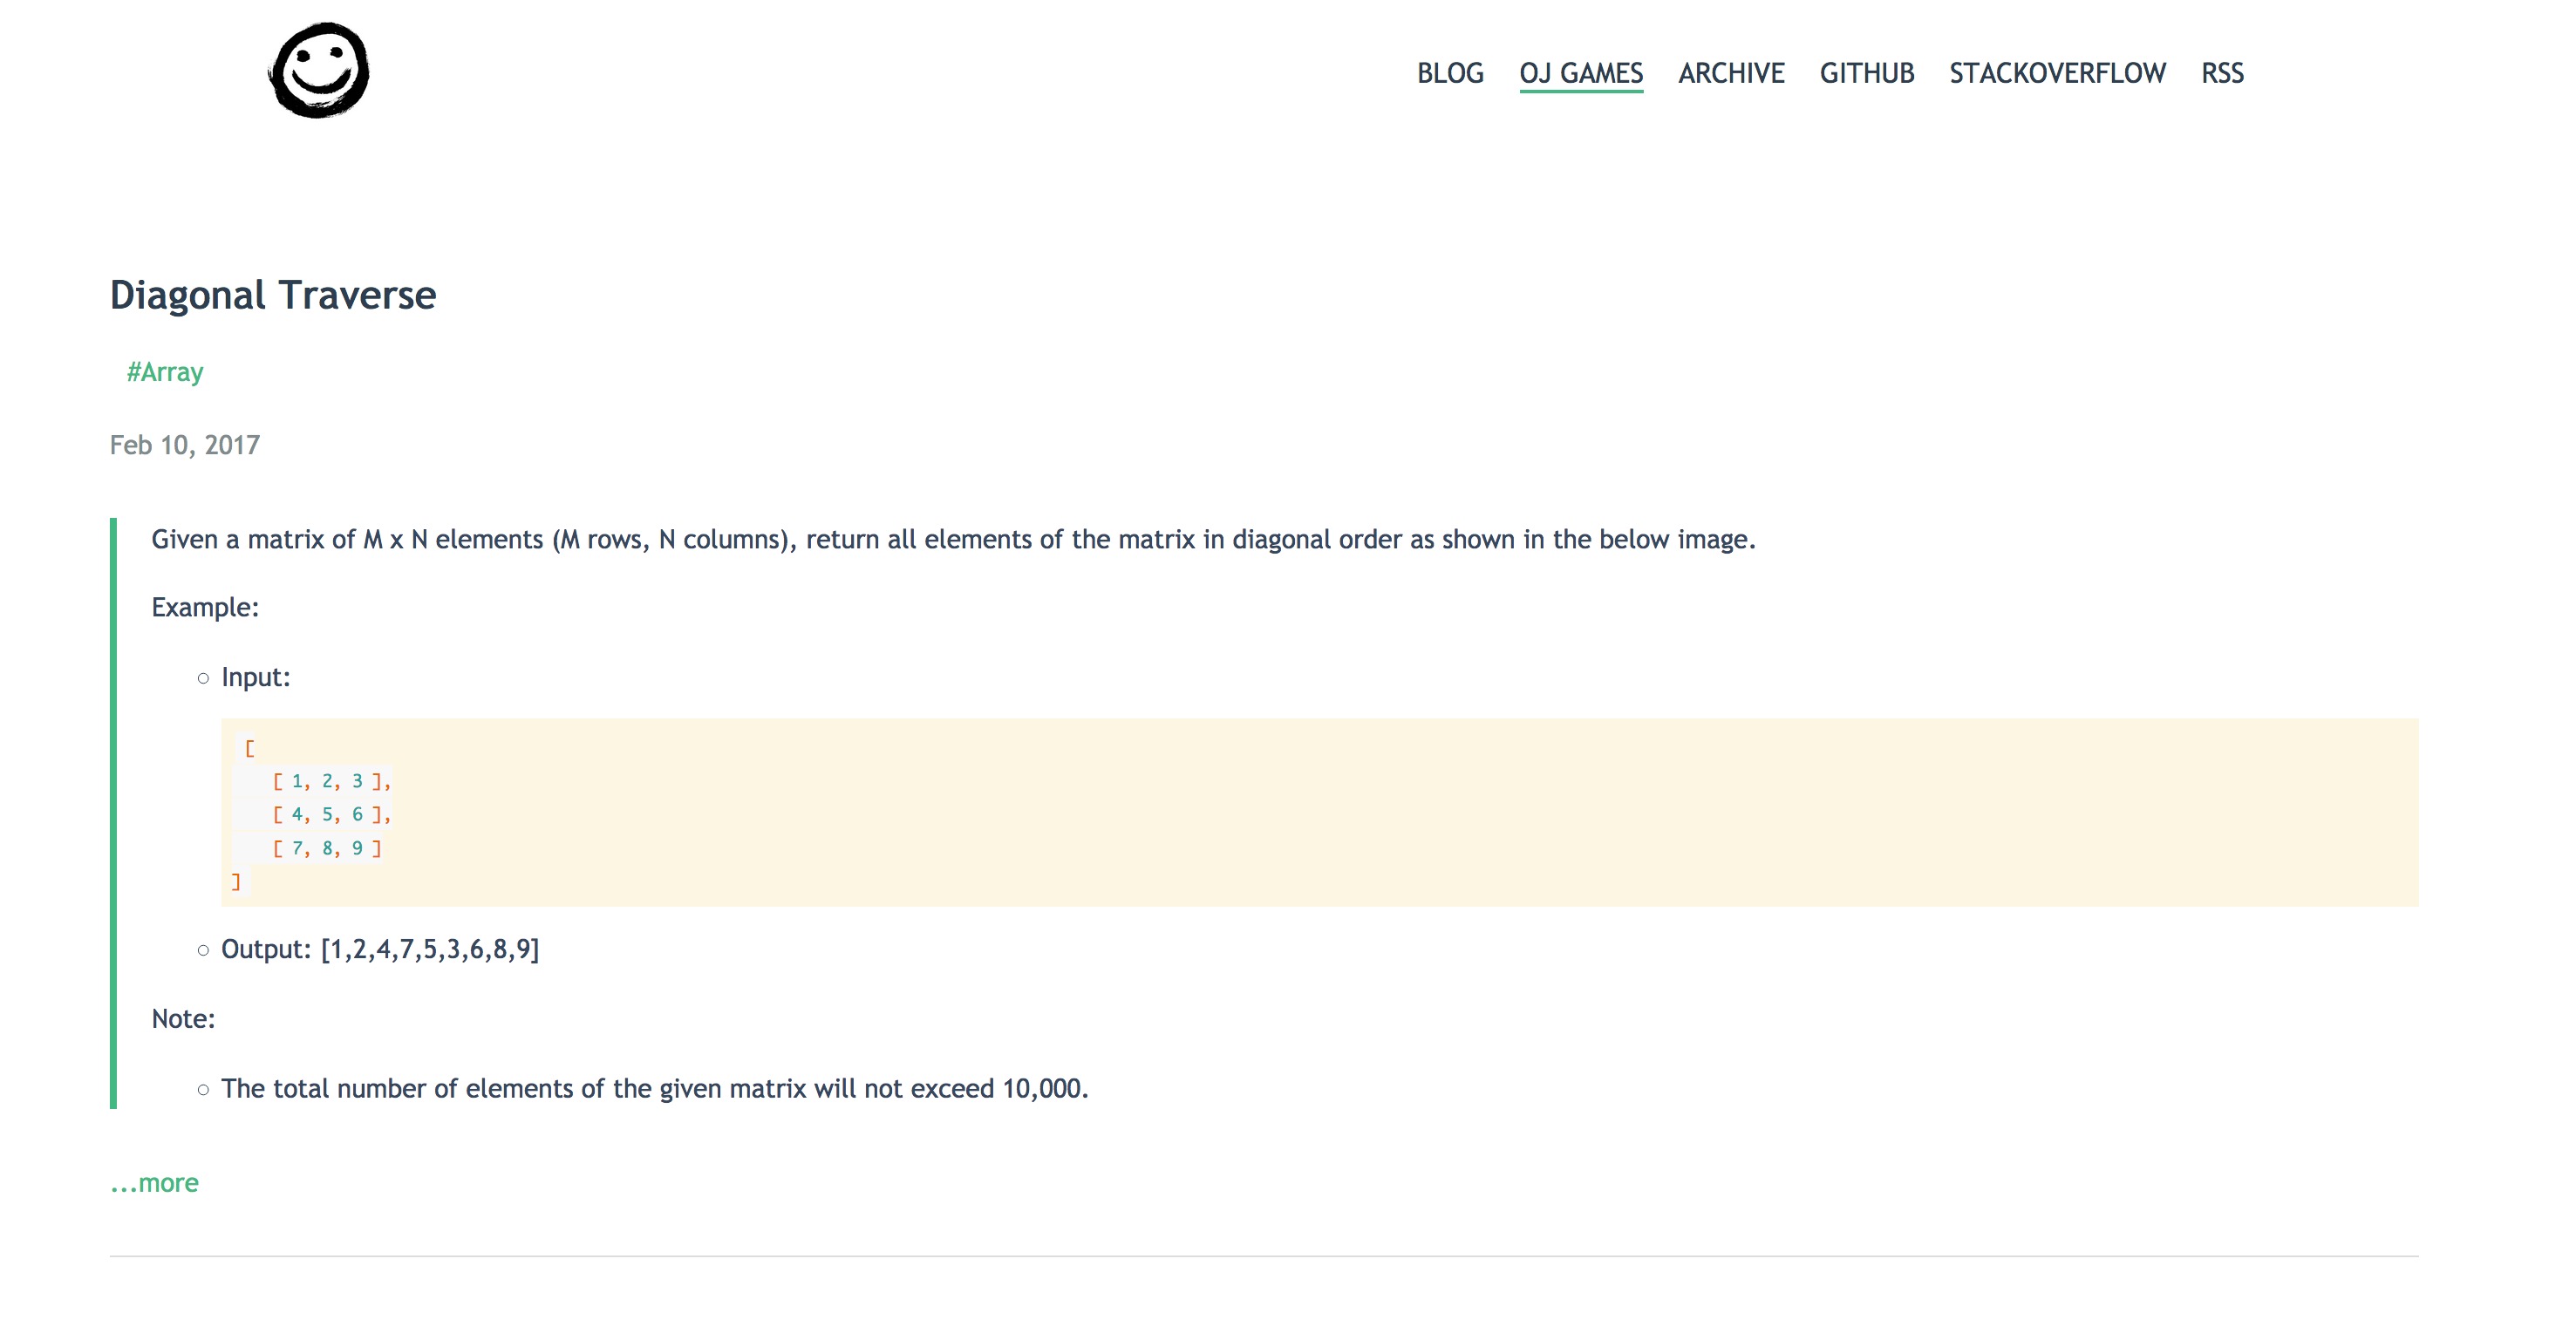 BLOG OJ GAMES ARCHIVE GITHUB STACKOVERFLOW RSS
Diagonal Traverse
#Array
Feb 10, 2017
Given a matrix of M x N elements (M rows, N columns), return all elements of the matrix in diagonal order as shown in the below image.
Example:
Input:
[
[ 1, 2, 3 ],
[ 4, 5, 6 ],
[ 7, 8, 9 ]
]
Output: [1,2,4,7,5,3,6,8,9]
Note:
The total number of elements of the given matrix will not exceed 10,000.
...more